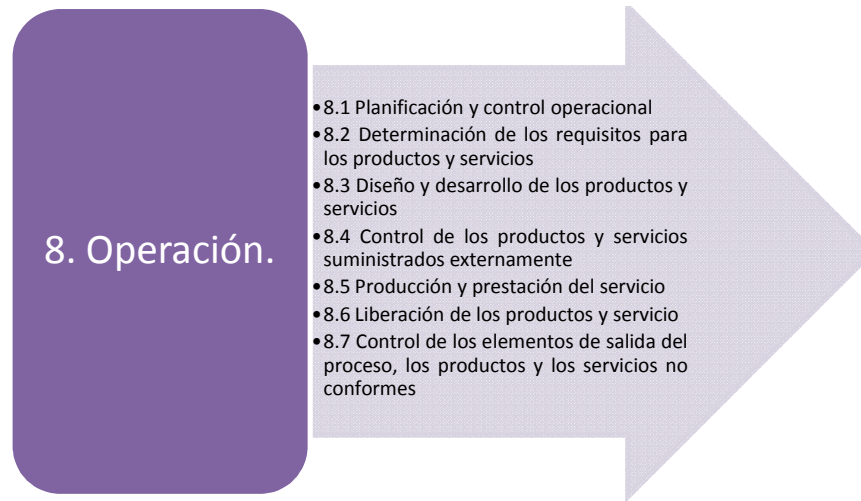 8. Operación.
•8.1 Planificación y control operacional
•8.2 Determinación de los requisitos para
los productos y servicios
•8.3 Diseño y desarrollo de los productos y
servicios
•8.4 Control de los productos y servicios
suministrados externamente
•8.5 Producción y prestación del servicio
•8.6 Liberación de los productos y servicio
•8.7 Control de los elementos de salida del
proceso, los productos y los servicios no
conformes